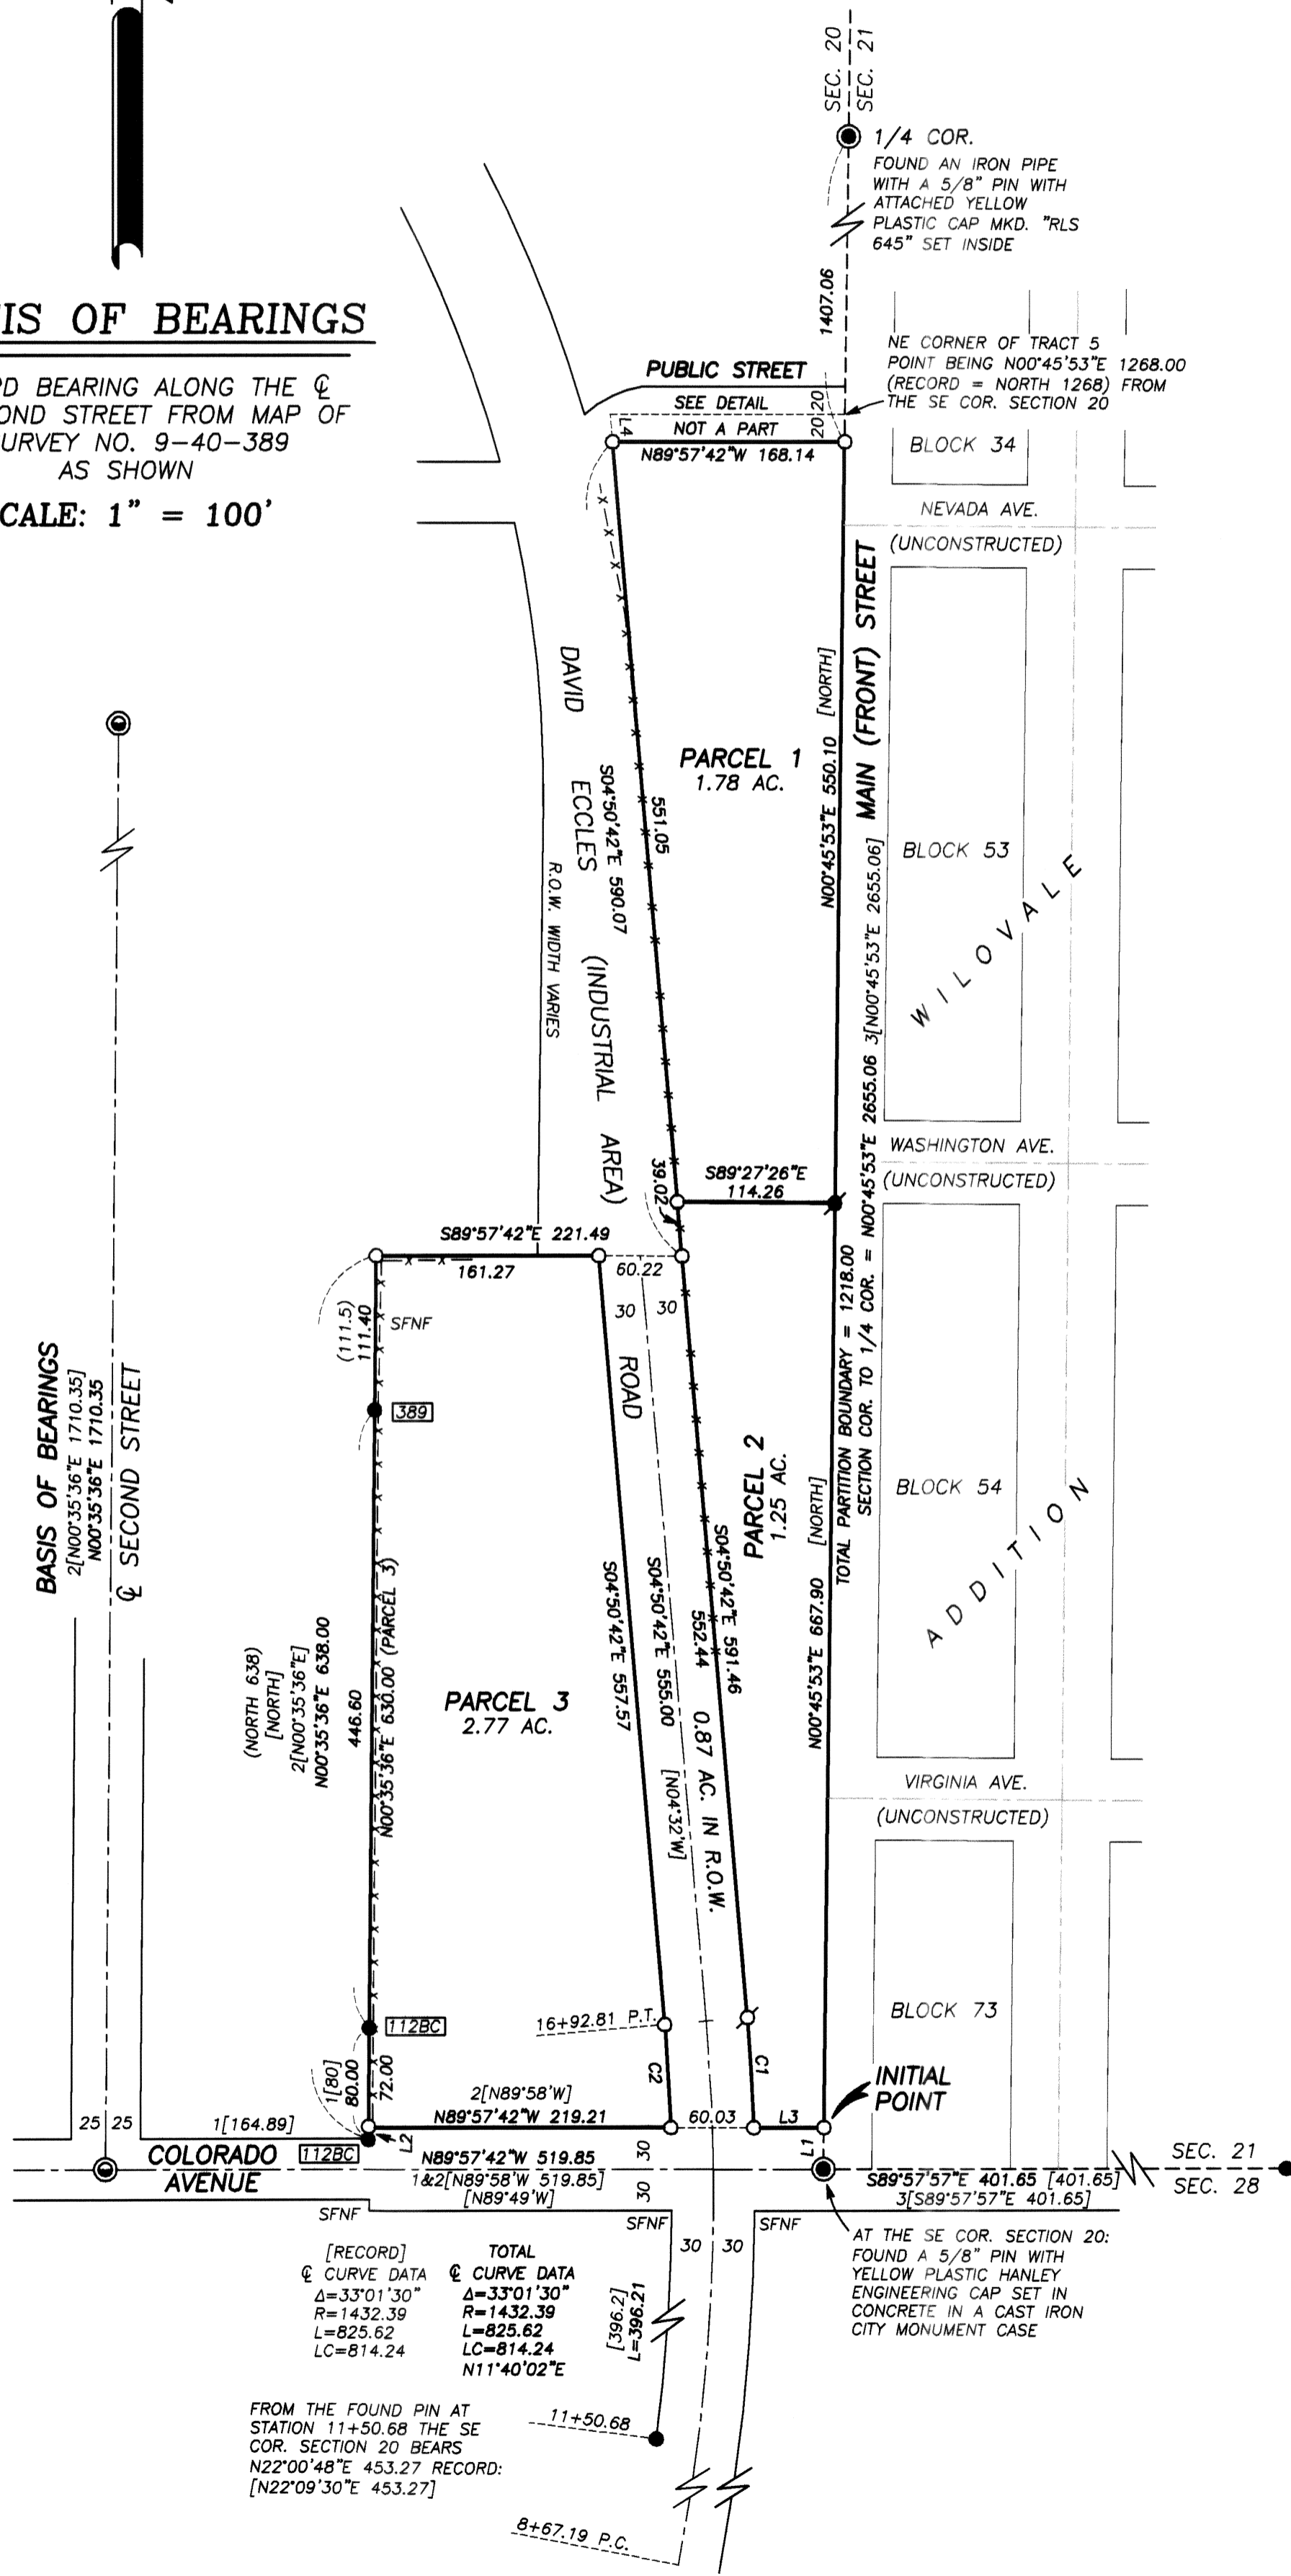 SEC. 20
SEC. 21
1/4 COR.
FOUND AN IRON PIPE
WITH A 5/8" PIN WITH
ATTACHED YELLOW
PLASTIC CAP MKD. "RLS
645" SET INSIDE
1407.06
IS OF BEARINGS
D BEARING ALONG THE ℄
OND STREET FROM MAP OF
URVEY NO. 9-40-389
AS SHOWN
CALE: 1" = 100'
NE CORNER OF TRACT 5
POINT BEING N00°45'53"E 1268.00
(RECORD = NORTH 1268) FROM
THE SE COR. SECTION 20
PUBLIC STREET
SEE DETAIL
NOT A PART
L4
20
20
N89°57'42"W 168.14
BLOCK 34
NEVADA AVE.
(UNCONSTRUCTED)
MAIN (FRONT) STREET
DAVID ECCLES (INDUSTRIAL AREA)
R.O.W. WIDTH VARIES
S04°50'42"E 590.07
551.05
PARCEL 1
1.78 AC.
N00°45'53"E 550.10 [NORTH]
BLOCK 53
WILOVALE
WASHINGTON AVE.
(UNCONSTRUCTED)
39.02
S89°27'26"E
114.26
TOTAL PARTITION BOUNDARY = 1218.00
SECTION COR. TO 1/4 COR. = N00°45'53"E 2655.06 3[N00°45'53"E 2655.06]
S89°57'42"E 221.49
161.27
60.22
30
30
ROAD
(111.5)
111.40
SFNF
389
BASIS OF BEARINGS
2[N00°35'36"E 1710.35]
N00°35'36"E 1710.35
℄ SECOND STREET
(NORTH 638)
[NORTH]
2[N00°35'36"E]
N00°35'36"E 638.00
446.60
N00°35'36"E 630.00 (PARCEL 3)
PARCEL 3
2.77 AC.
S04°50'42"E 557.57
S04°50'42"E 555.00
[N04°32'W]
552.44
S04°50'42"E 591.46
0.87 AC. IN R.O.W.
PARCEL 2
1.25 AC.
N00°45'53"E 667.90 [NORTH]
BLOCK 54
ADDITION
VIRGINIA AVE.
(UNCONSTRUCTED)
BLOCK 73
16+92.81 P.T.
112BC
C2
C1
1[80]
80.00
72.00
2[N89°58'W]
N89°57'42"W 219.21
60.03
L3
INITIAL
POINT
L1
L2
25
25
1[164.89]
COLORADO
AVENUE
112BC
N89°57'42"W 519.85
1&2[N89°58'W 519.85]
[N89°49'W]
30
30
S89°57'57"E 401.65 [401.65]
3[S89°57'57"E 401.65]
SEC. 21
SEC. 28
SFNF
SFNF
SFNF
30
30
AT THE SE COR. SECTION 20:
FOUND A 5/8" PIN WITH
YELLOW PLASTIC HANLEY
ENGINEERING CAP SET IN
CONCRETE IN A CAST IRON
CITY MONUMENT CASE
[RECORD]
℄ CURVE DATA
Δ=33°01'30"
R=1432.39
L=825.62
LC=814.24
TOTAL
℄ CURVE DATA
Δ=33°01'30"
R=1432.39
L=825.62
LC=814.24
N11°40'02"E
[396.2]
L=396.21
FROM THE FOUND PIN AT
STATION 11+50.68 THE SE
COR. SECTION 20 BEARS
N22°00'48"E 453.27 RECORD:
[N22°09'30"E 453.27]
11+50.68
8+67.19 P.C.